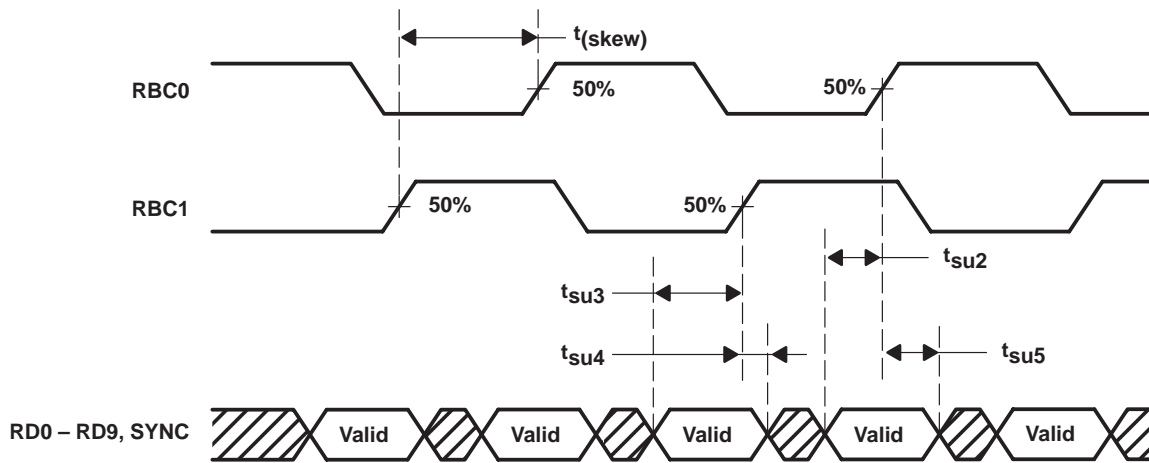 t(skew)
RBC0
50%
50%
RBC1
50%
50%
tsu2
tsu3
tsu4
tsu5
RD0 – RD9, SYNC
Valid
Valid
Valid
Valid
Valid